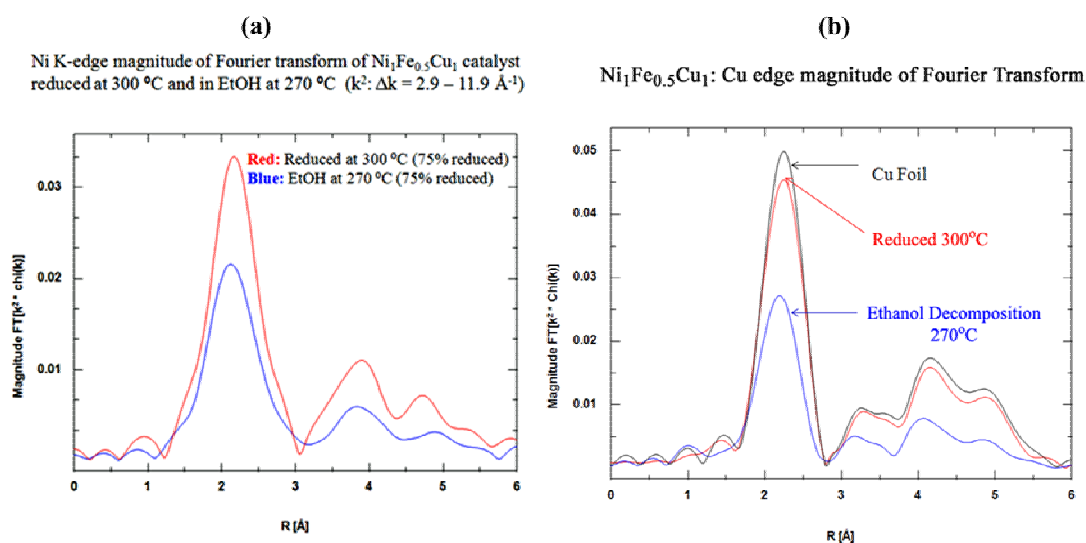 (a)
Ni K-edge magnitude of Fourier transform of Ni₁Fe₀.₅Cu₁ catalyst
reduced at 300 ⁰C and in EtOH at 270 ⁰C (k²: Δk = 2.9 – 11.9 Å⁻¹)
Red: Reduced at 300 ⁰C (75% reduced)
Blue: EtOH at 270 ⁰C (75% reduced)
Magnitude FT[k²* chi(k)]
0.03
0.02
0.01
0 1 2 3 4 5 6
R [Å]
(b)
Ni₁Fe₀.₅Cu₁: Cu edge magnitude of Fourier Transform
Cu Foil
Reduced 300°C
Ethanol Decomposition
270°C
Magnitude FT[k² * Chi(k)]
0.05
0.04
0.03
0.02
0.01
0 1 2 3 4 5 6
R [Å]